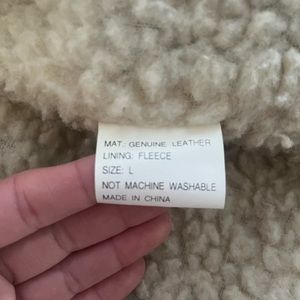 MAT: GENUINE LEATHER
LINING: FLEECE
SIZE: L
NOT MACHINE WASHABLE
MADE IN CHINA